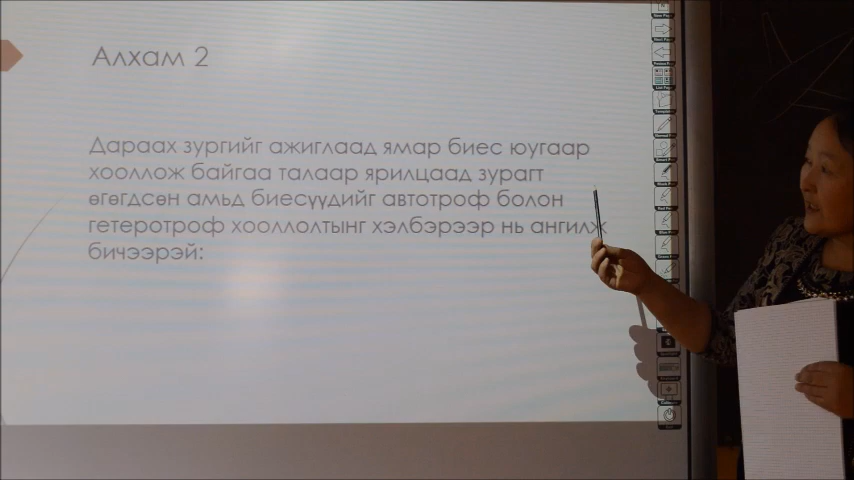 Алхам 2
Дараах зургийг ажиглаад ямар биес юугаар
хооллож байгаа талаар ярилцаад зурагт
өгөгдсөн амьд биесүүдийг автотроф болон
гетеротроф хооллолтынг хэлбэрээр нь ангилж
бичээрэй: